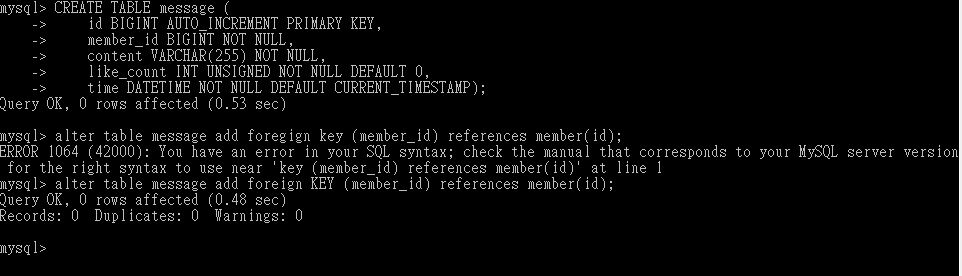 mysql> CREATE TABLE message (
    ->     id BIGINT AUTO_INCREMENT PRIMARY KEY,
    ->     member_id BIGINT NOT NULL,
    ->     content VARCHAR(255) NOT NULL,
    ->     like_count INT UNSIGNED NOT NULL DEFAULT 0,
    ->     time DATETIME NOT NULL DEFAULT CURRENT_TIMESTAMP);
Query OK, 0 rows affected (0.53 sec)

mysql> alter table message add foreign key (member_id) references member(id);
ERROR 1064 (42000): You have an error in your SQL syntax; check the manual that corresponds to your MySQL server version
 for the right syntax to use near 'key (member_id) references member(id)' at line 1
mysql> alter table message add foreign KEY (member_id) references member(id);
Query OK, 0 rows affected (0.48 sec)
Records: 0  Duplicates: 0  Warnings: 0

mysql>